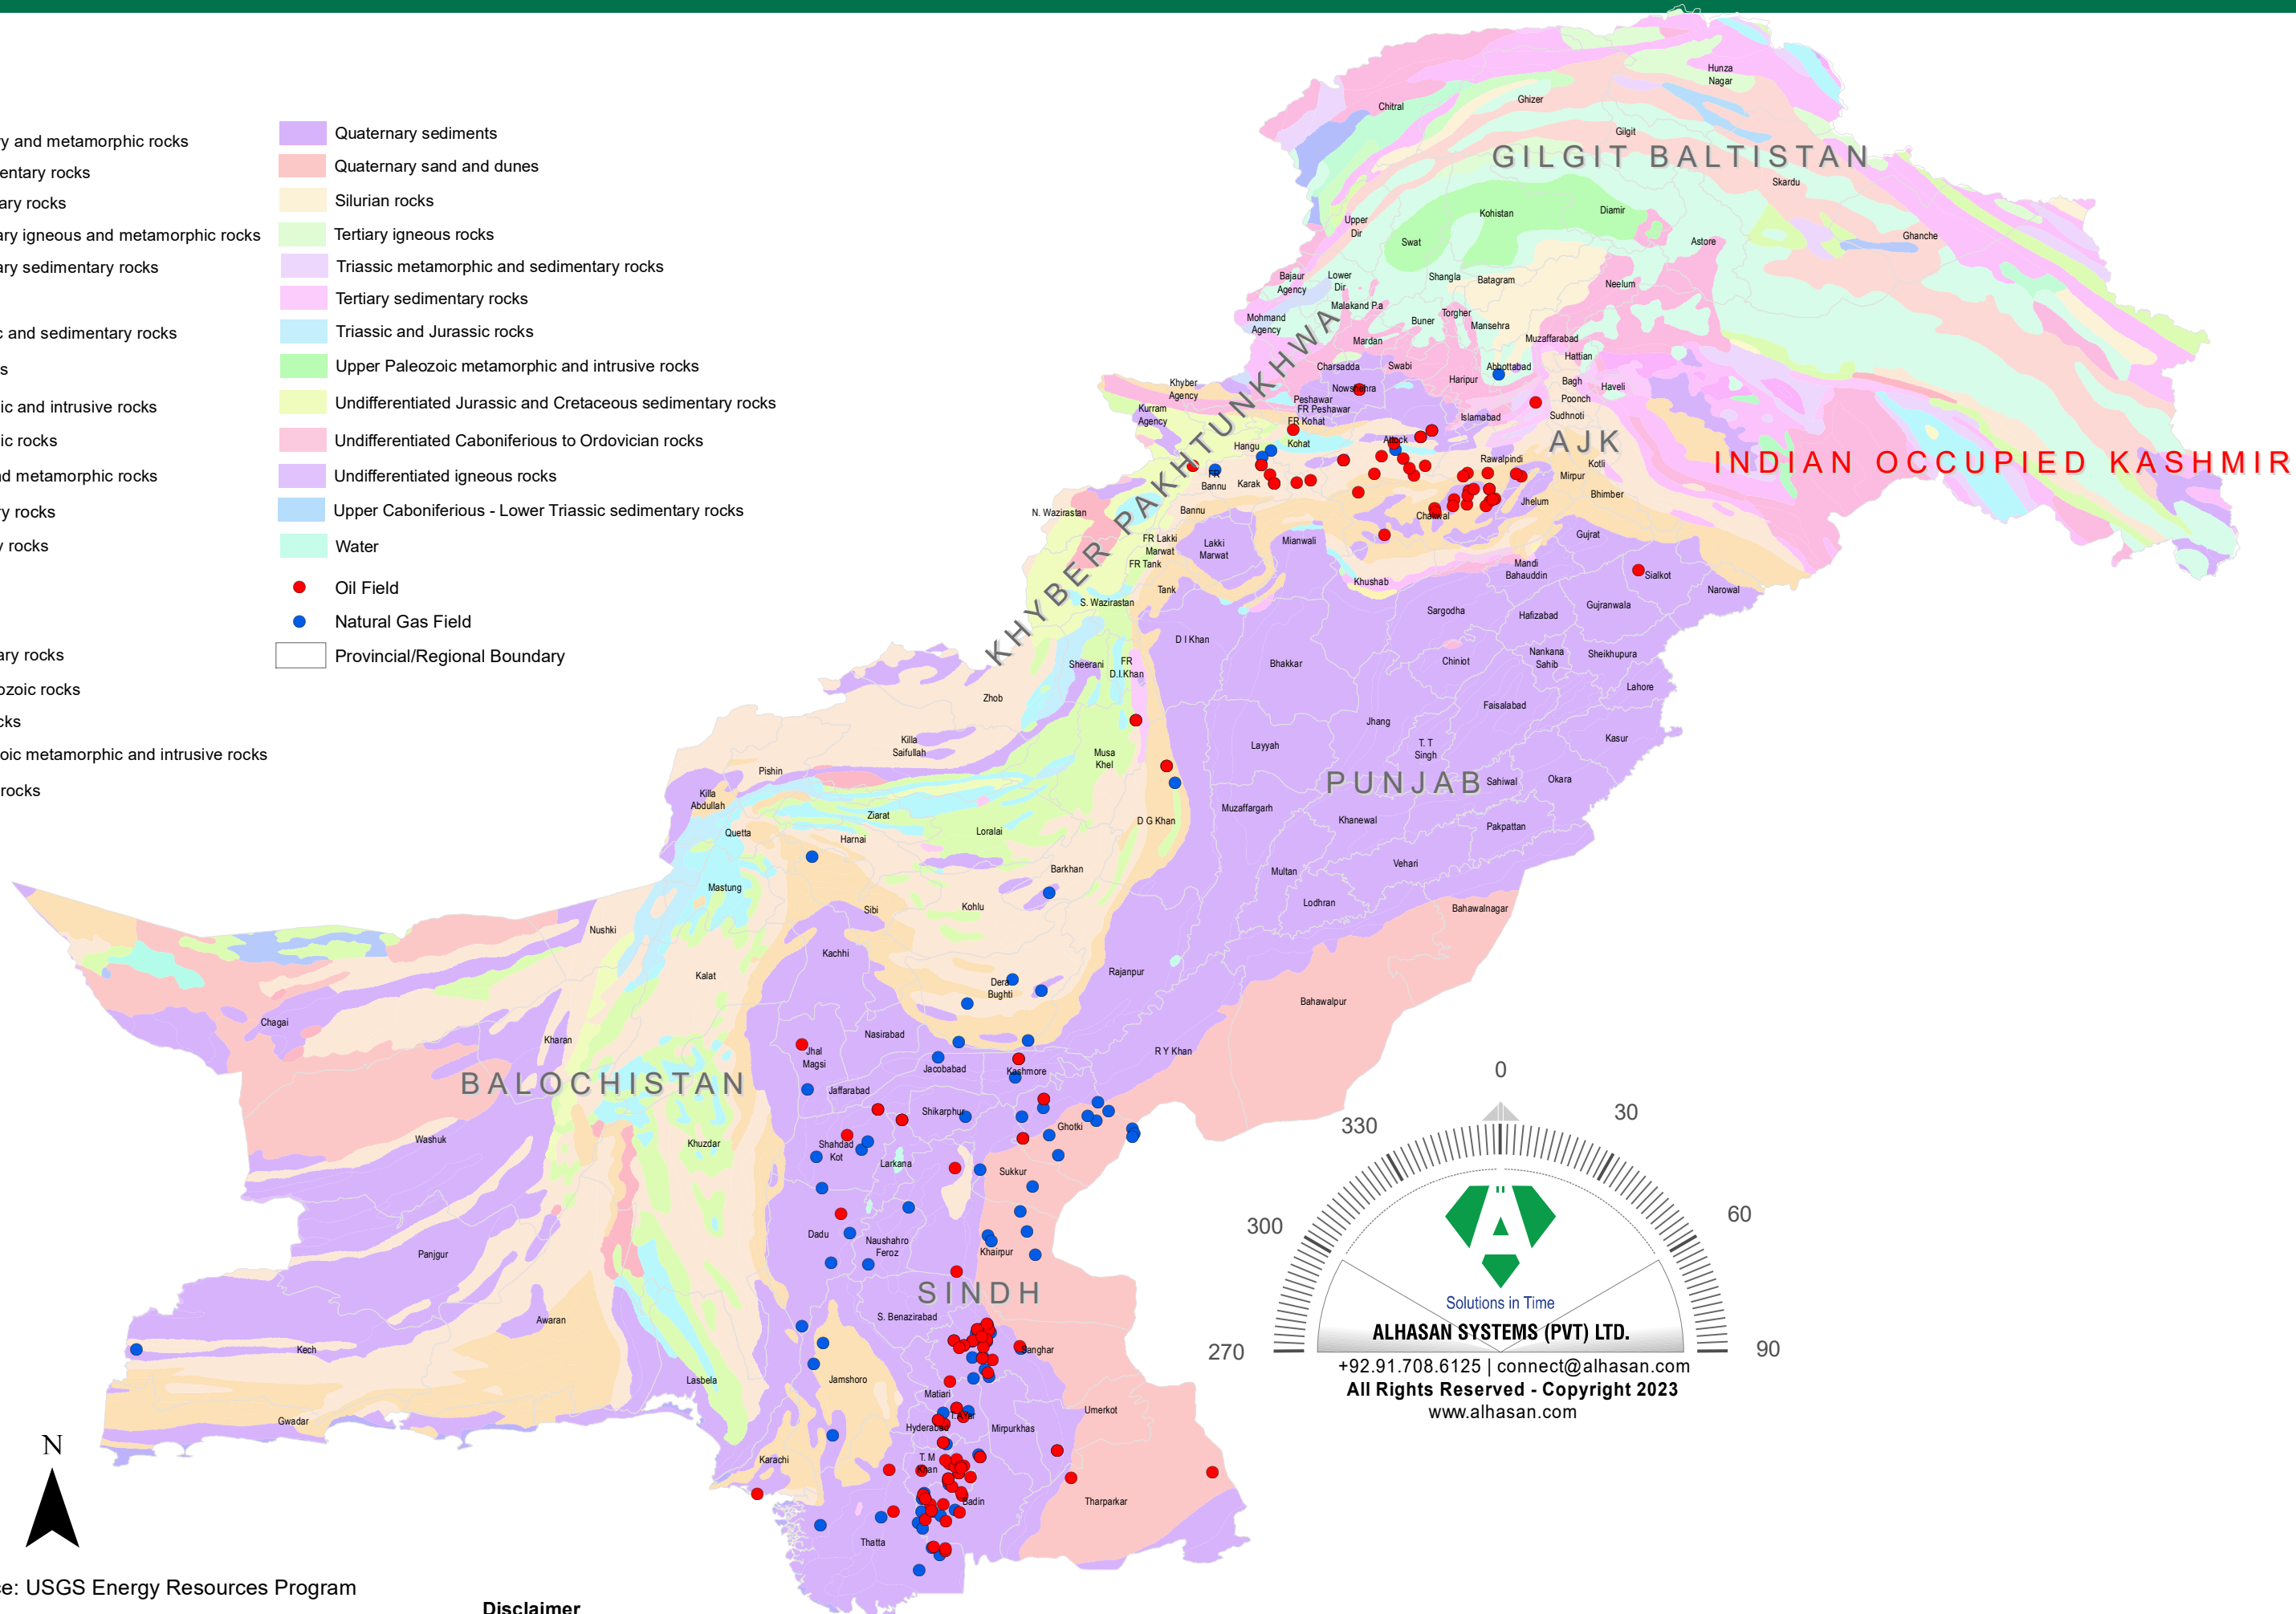 y and metamorphic rocks
entary rocks
ary rocks
ary igneous and metamorphic rocks
ary sedimentary rocks
c and sedimentary rocks
s
ic and intrusive rocks
ic rocks
nd metamorphic rocks
ry rocks
y rocks
ary rocks
ozoic rocks
cks
oic metamorphic and intrusive rocks
rocks
Quaternary sediments
Quaternary sand and dunes
Silurian rocks
Tertiary igneous rocks
Triassic metamorphic and sedimentary rocks
Tertiary sedimentary rocks
Triassic and Jurassic rocks
Upper Paleozoic metamorphic and intrusive rocks
Undifferentiated Jurassic and Cretaceous sedimentary rocks
Undifferentiated Caboniferious to Ordovician rocks
Undifferentiated igneous rocks
Upper Caboniferious - Lower Triassic sedimentary rocks
Water
Oil Field
Natural Gas Field
Provincial/Regional Boundary
GILGIT BALTISTAN
Hunza
Nagar
Chitral
Ghizer
Gilgit
Skardu
Ghanche
Diamir
Astore
Kohistan
Swat
Upper
Dir
Lower
Dir
Bajaur
Agency
Mohmand
Agency
Malakand P.a
Shangla
Batagram
Neelum
Buner
Torgher
Mansehra
Muzaffarabad
Mardan
Charsadda
Swabi
Haripur
Abbottabad
Hattian
Bagh
Haveli
Poonch
Sudhnoti
AJK
Kotli
Mirpur
Bhimber
INDIAN OCCUPIED KASHMIR
KHYBER PAKHTUNKHWA
Khyber
Agency
Kurram
Agency
Nowshehra
Peshawar
FR Peshawar
FR Kohat
Kohat
Hangu
Karak
FR
Bannu
Bannu
N. Wazirastan
FR Lakki
Marwat
Lakki
Marwat
FR Tank
Tank
S. Wazirastan
D I Khan
FR
D.I.Khan
Sheerani
Islamabad
Attock
Rawalpindi
Jhelum
Chakwal
Mianwali
Khushab
Gujrat
Mandi
Bahauddin
Sialkot
Narowal
Sargodha
Hafizabad
Gujranwala
Nankana
Sahib
Sheikhupura
Chiniot
Bhakkar
Lahore
Faisalabad
Jhang
Kasur
T. T
Singh
Layyah
PUNJAB
Sahiwal
Okara
Muzaffargarh
Khanewal
Pakpattan
D G Khan
Vehari
Multan
Lodhran
Bahawalnagar
Rajanpur
Bahawalpur
R Y Khan
Zhob
Killa
Saifullah
Musa
Khel
Pishin
Killa
Abdullah
Quetta
Ziarat
Harnai
Loralai
Barkhan
Mastung
Sibi
Kohlu
Nushki
Kachhi
Kalat
Dera
Bughti
Chagai
Kharan
Nasirabad
Jhal
Magsi
Jaffarabad
BALOCHISTAN
Washuk
Khuzdar
Panjgur
Awaran
Kech
Gwadar
Lasbela
Jacobabad
Kashmore
Shikarphur
Ghotki
Shahdad
Kot
Larkana
Sukkur
Dadu
Naushahro
Feroz
Khairpur
SINDH
S. Benazirabad
Sanghar
Jamshoro
Matiari
T.AYar
Hyderabad
Mirpurkhas
Umerkot
Karachi
T. M
Khan
Badin
Tharparkar
Thatta
0
30
60
90
330
300
270
Solutions in Time
ALHASAN SYSTEMS (PVT) LTD.
+92.91.708.6125 | connect@alhasan.com
All Rights Reserved - Copyright 2023
www.alhasan.com
N
ce: USGS Energy Resources Program
Disclaimer